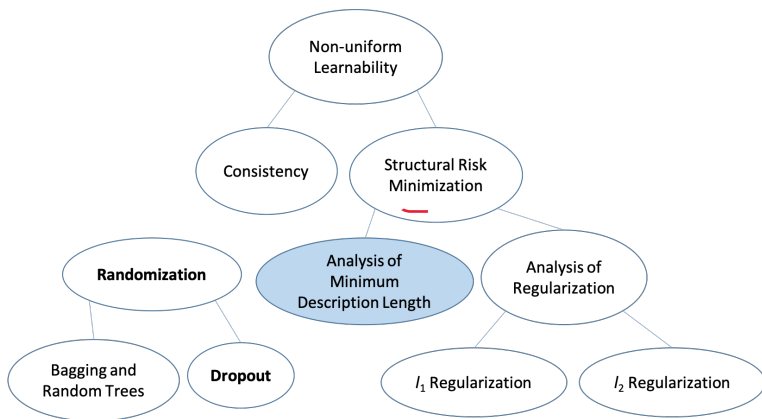 Non-uniform
Learnability
Consistency
Structural Risk
Minimization
Randomization
Analysis of
Minimum
Description Length
Analysis of
Regularization
Bagging and
Random Trees
Dropout
l1 Regularization
l2 Regularization